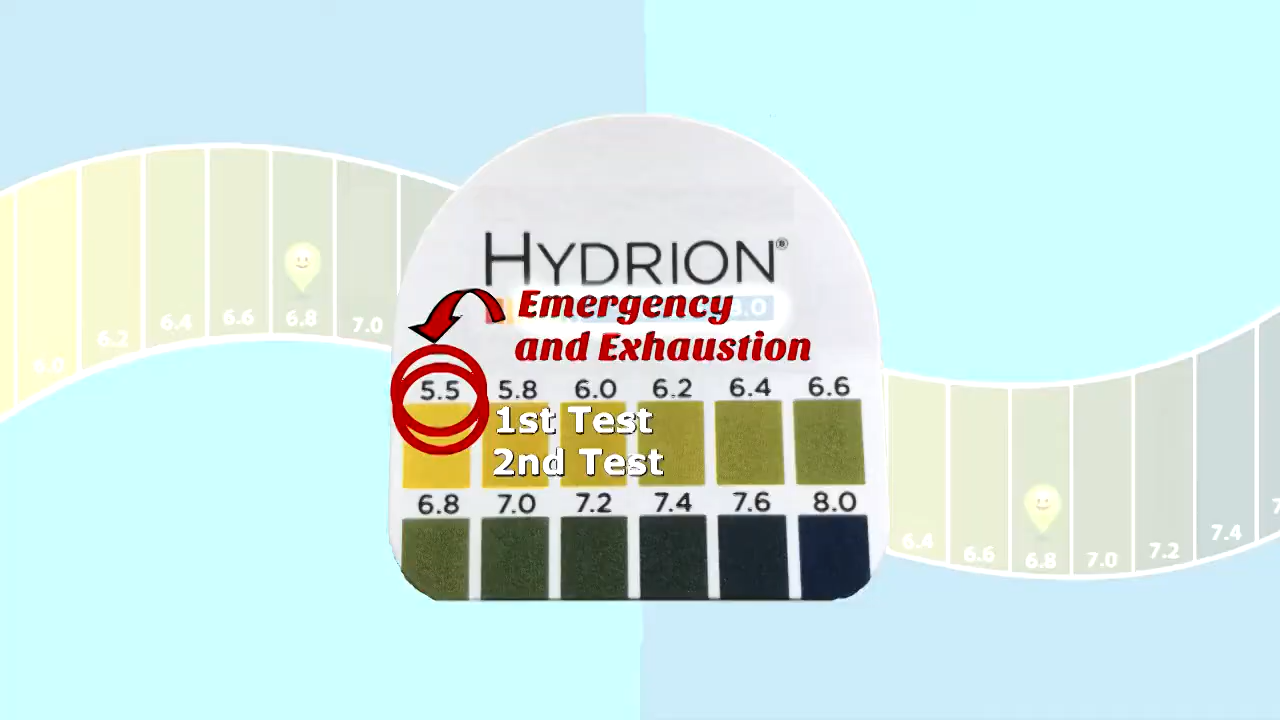 HYDRION®
Emergency
and Exhaustion
5.5 5.8 6.0 6.2 6.4 6.6
1st Test
2nd Test
6.8 7.0 7.2 7.4 7.6 8.0
6.0 6.2 6.4 6.6 6.8 7.0
6.4 6.6 6.8 7.0 7.2 7.4